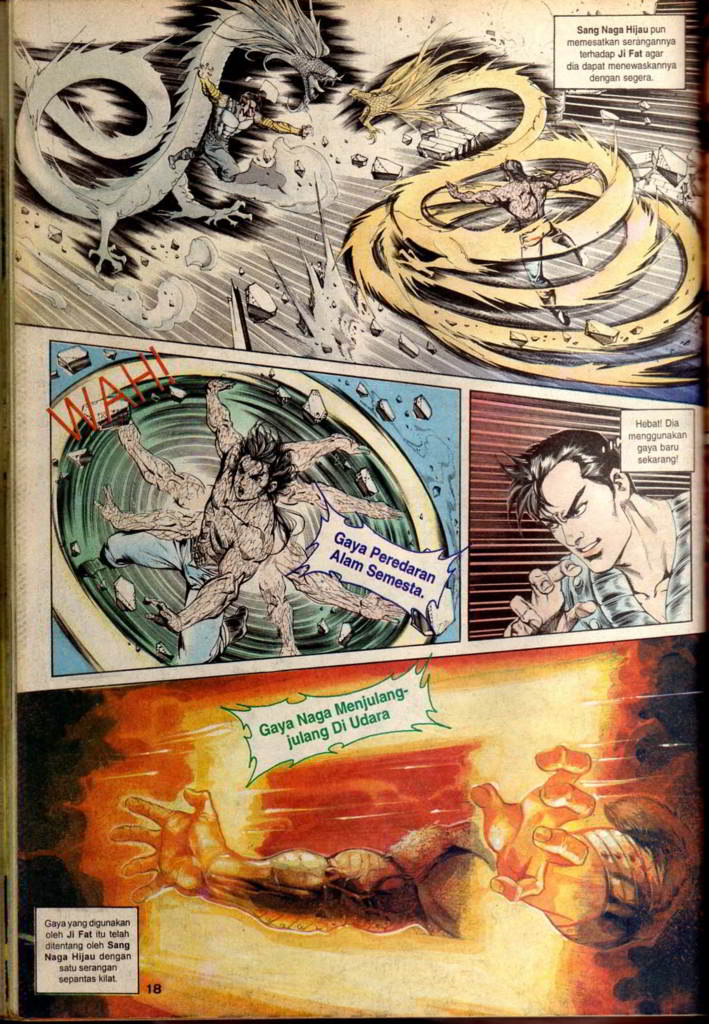 Sang Naga Hijau pun
memesatkan serangannya
terhadap Ji Fat agar
dia dapat menewaskannya
dengan segera.
WAH!
Gaya Peredaran
Alam Semesta.
Hebat! Dia
menggunakan
gaya baru
sekarang!
Gaya Naga Menjulang-
julang Di Udara
Gaya yang digunakan
oleh Ji Fat itu telah
ditentang oleh Sang
Naga Hijau dengan
satu serangan
sepantas kilat.
18